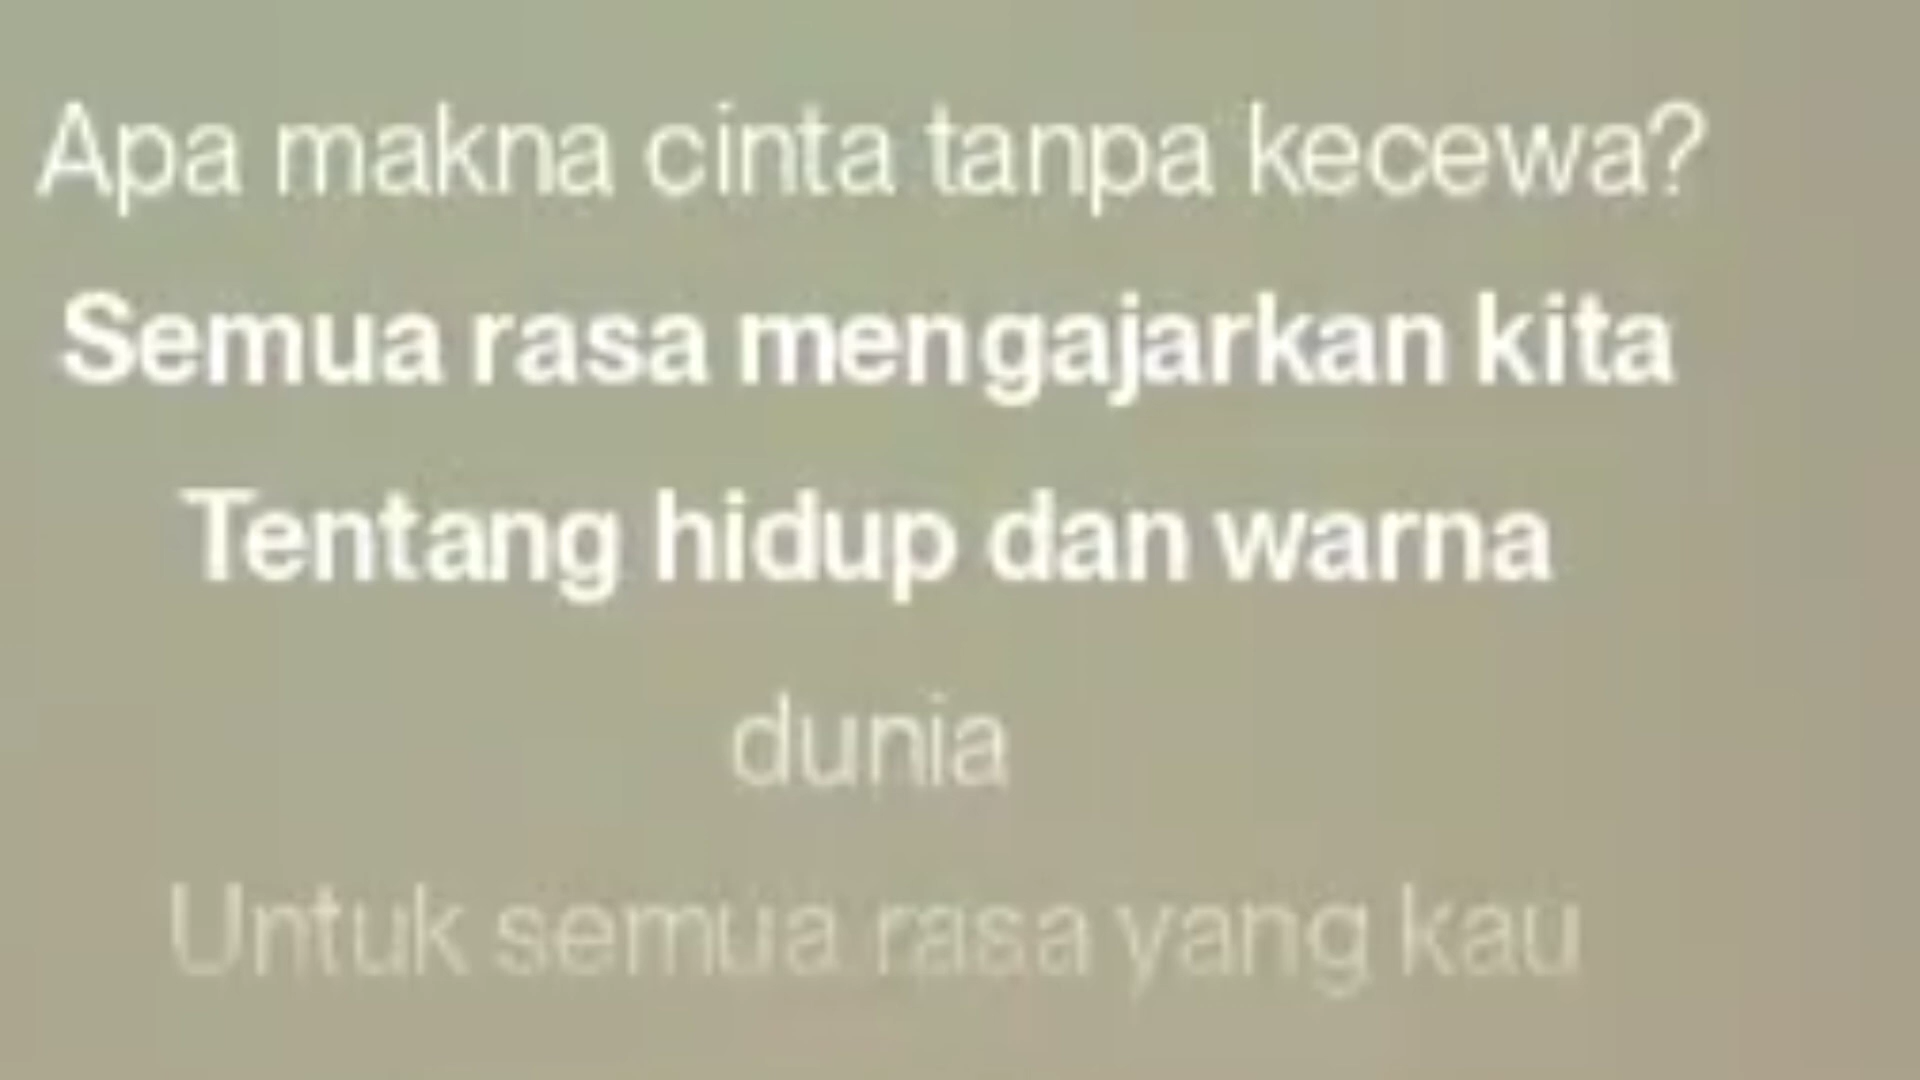 Apa makna cinta tanpa kecewa?
Semua rasa mengajarkan kita
Tentang hidup dan warna
dunia
Untuk semua rasa yang kau